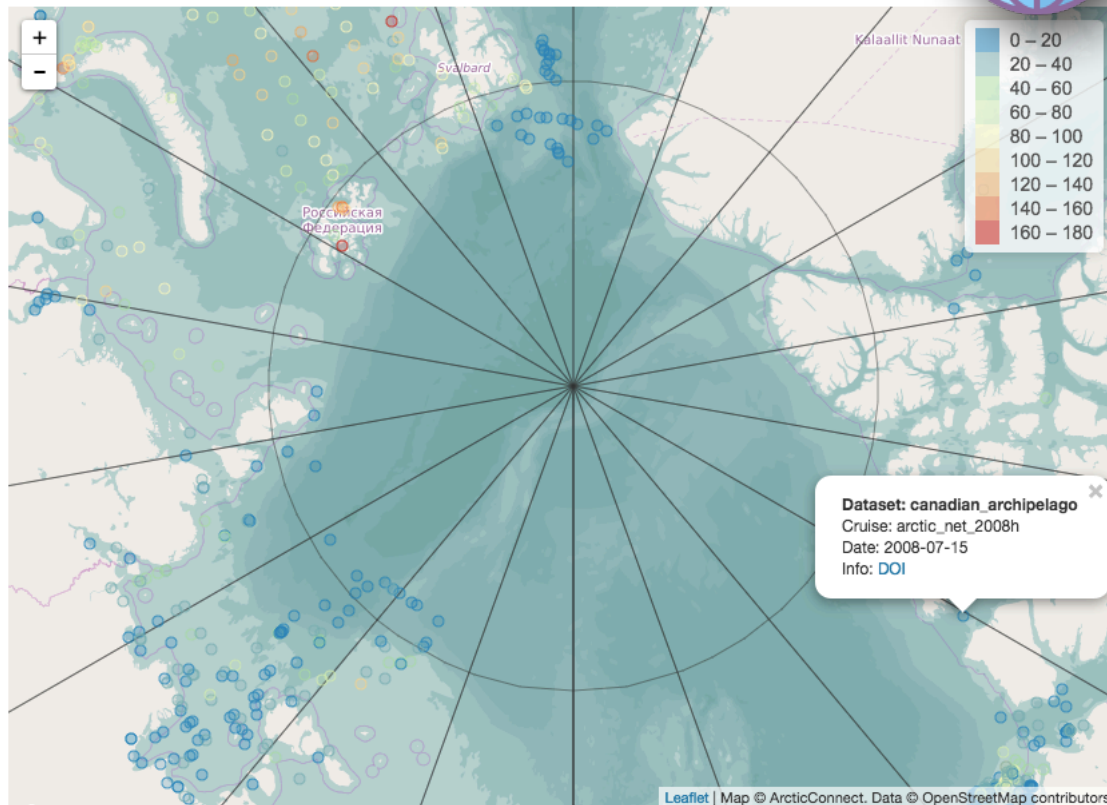 +
-
Svalbard
Kalaallit Nunaat
Российская
Федерация
0 – 20
20 – 40
40 – 60
60 – 80
80 – 100
100 – 120
120 – 140
140 – 160
160 – 180
×
Dataset: canadian_archipelago
Cruise: arctic_net_2008h
Date: 2008-07-15
Info: DOI
Leaflet | Map © ArcticConnect. Data © OpenStreetMap contributors